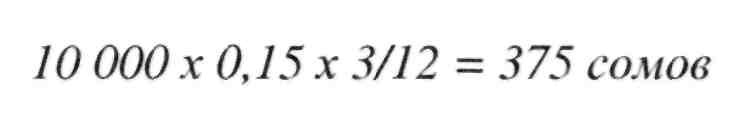 10 000 x 0,15 x 3/12 = 375 сомов